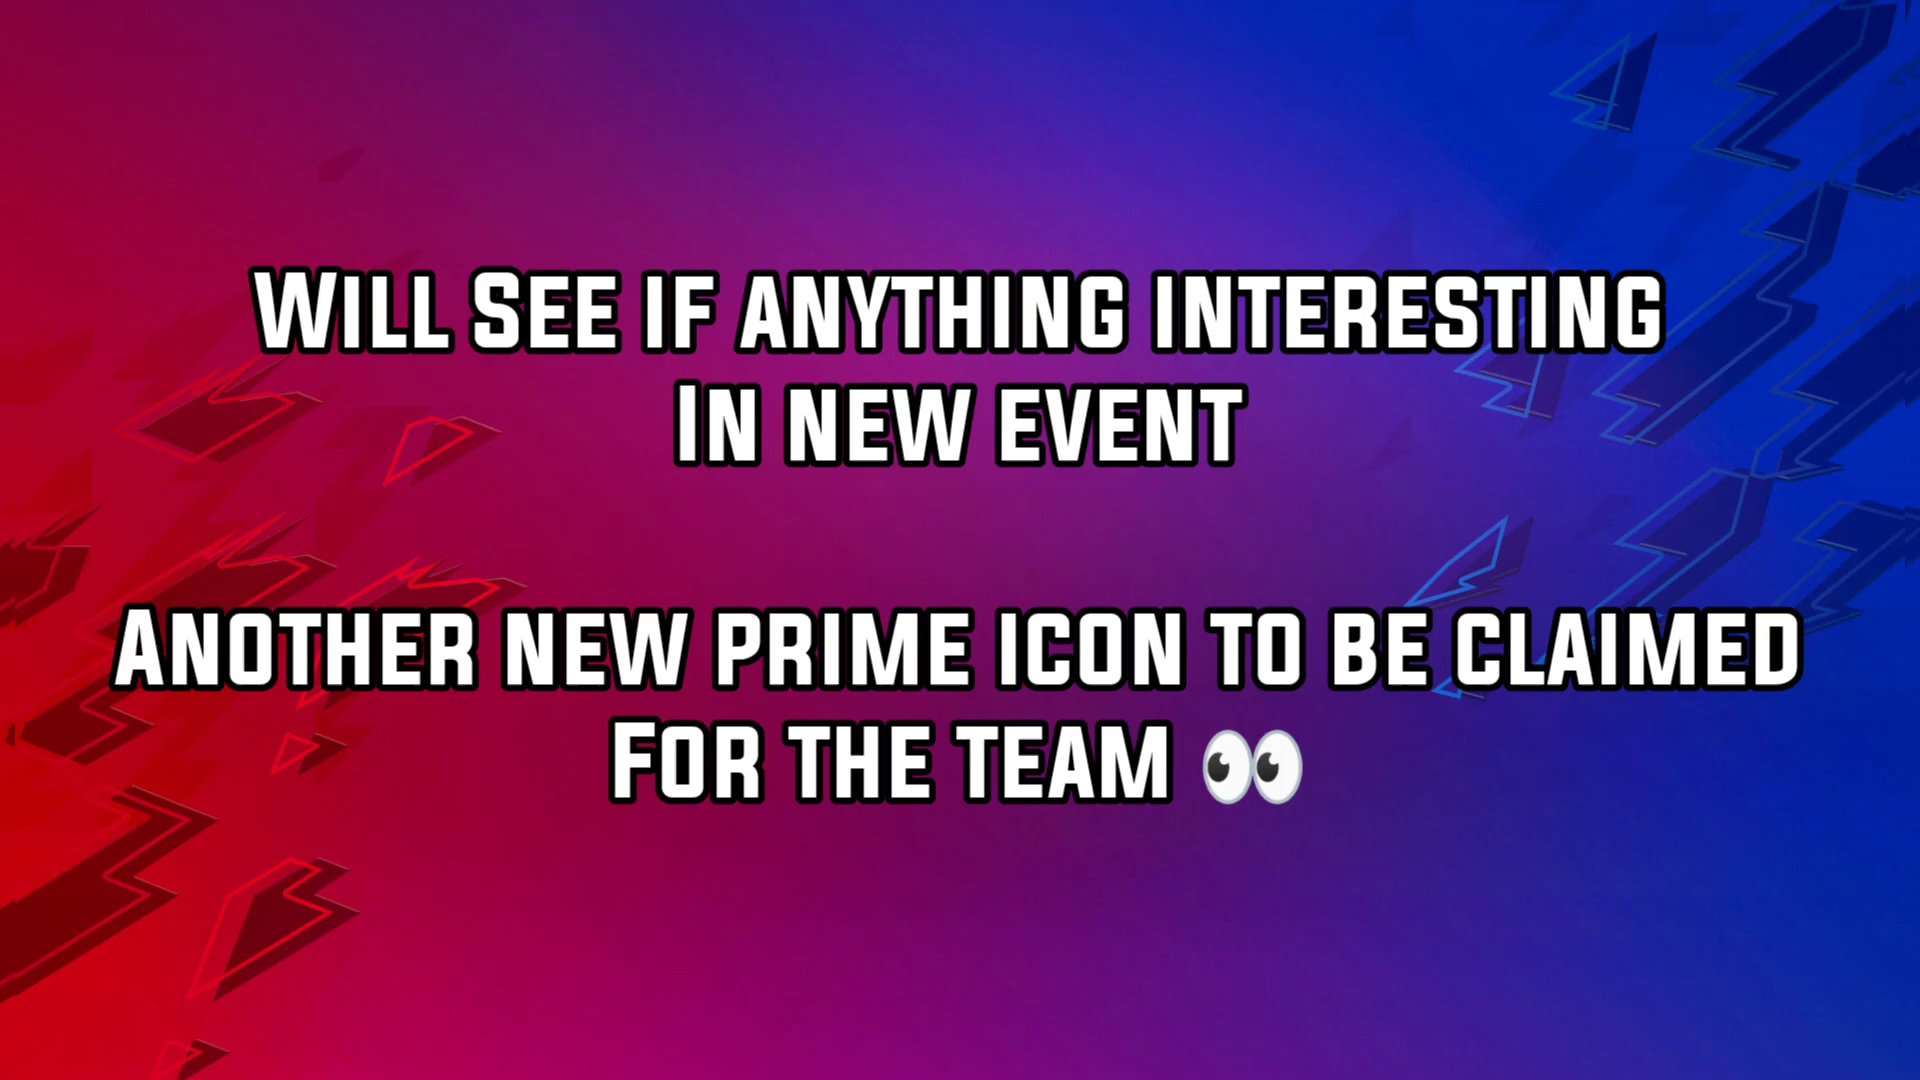 Will See if anything interesting
In new event
Another new prime icon to be claimed
For the team 👀